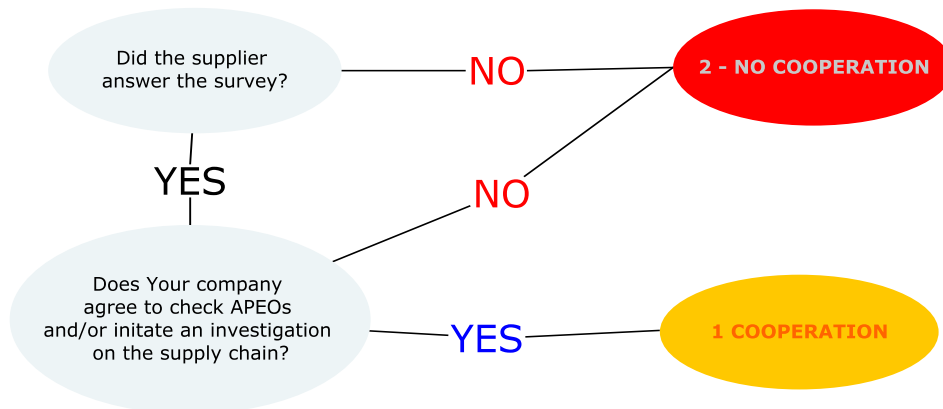 Did the supplier
answer the survey?
NO
2 - NO COOPERATION
YES
NO
Does Your company
agree to check APEOs
and/or initate an investigation
on the supply chain?
YES
1 COOPERATION